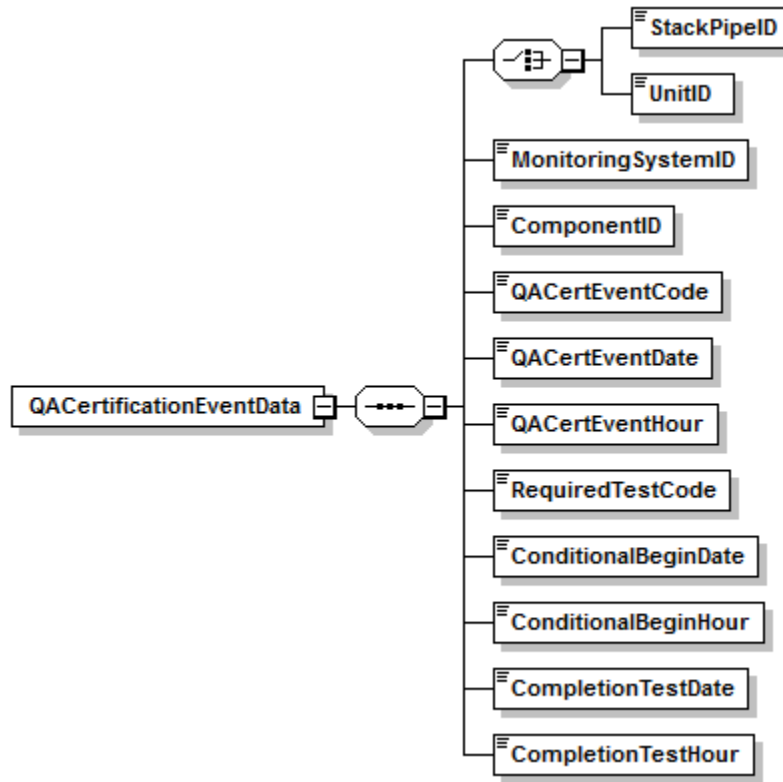 StackPipeID
UnitID
MonitoringSystemID
ComponentID
QACertEventCode
QACertEventDate
QACertificationEventData
QACertEventHour
RequiredTestCode
ConditionalBeginDate
ConditionalBeginHour
CompletionTestDate
CompletionTestHour